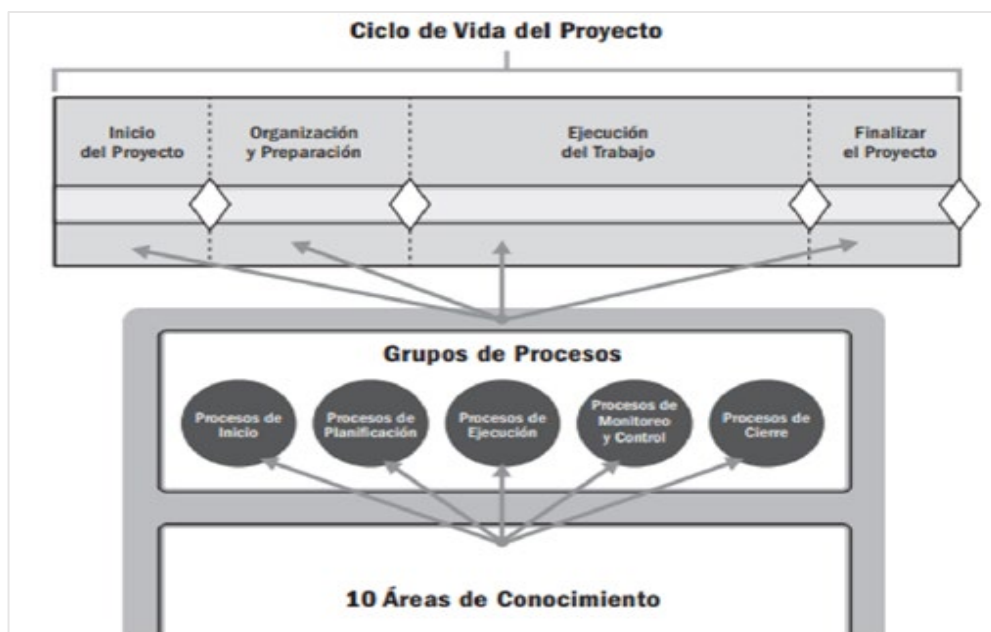 Ciclo de Vida del Proyecto
Inicio
del Proyecto
Organización
y Preparación
Ejecución
del Trabajo
Finalizar
el Proyecto
Grupos de Procesos
Procesos de
Inicio
Procesos de
Planificación
Procesos de
Ejecución
Procesos de
Monitoreo
y Control
Procesos de
Cierre
10 Áreas de Conocimiento